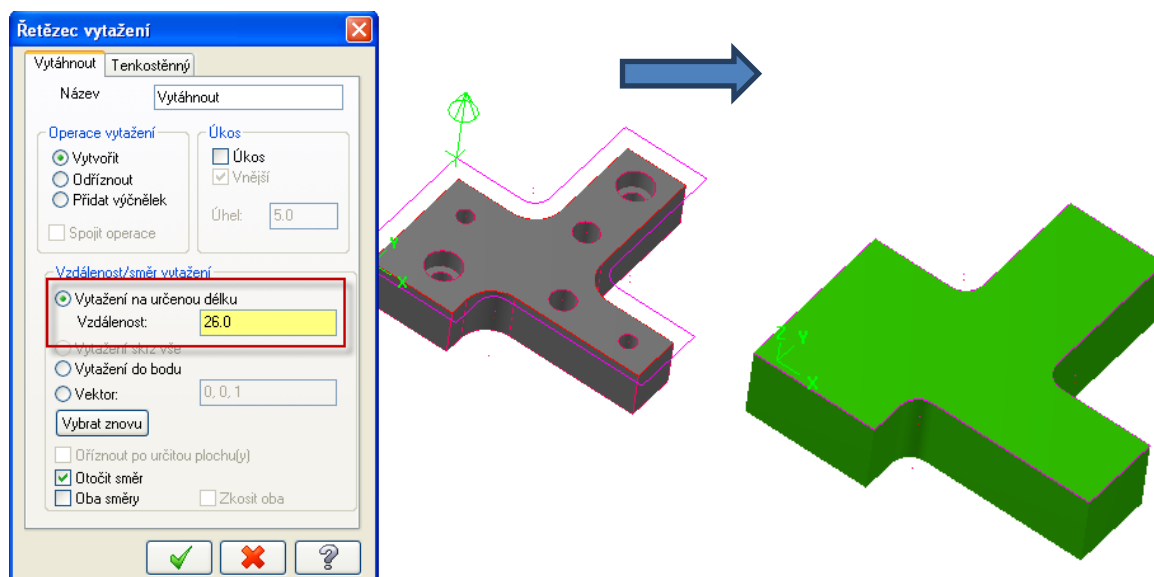 Řetězec vytažení
Vytáhnout Tenkostěnný
Název Vytáhnout
Operace vytažení
Vytvořit
Odříznout
Přidat výčnělek
Spojit operace
Úkos
Úkos
Vnější
Úhel: 5.0
Vzdálenost/směr vytažení
Vytažení na určenou délku
Vzdálenost: 26.0
Vytažení skrz vše
Vytažení do bodu
Vektor: 0, 0, 1
Vybrat znovu
Oříznout po určitou plochu(y)
Otočit směr
Oba směry Zkosit oba
Y
X
Z Y
X